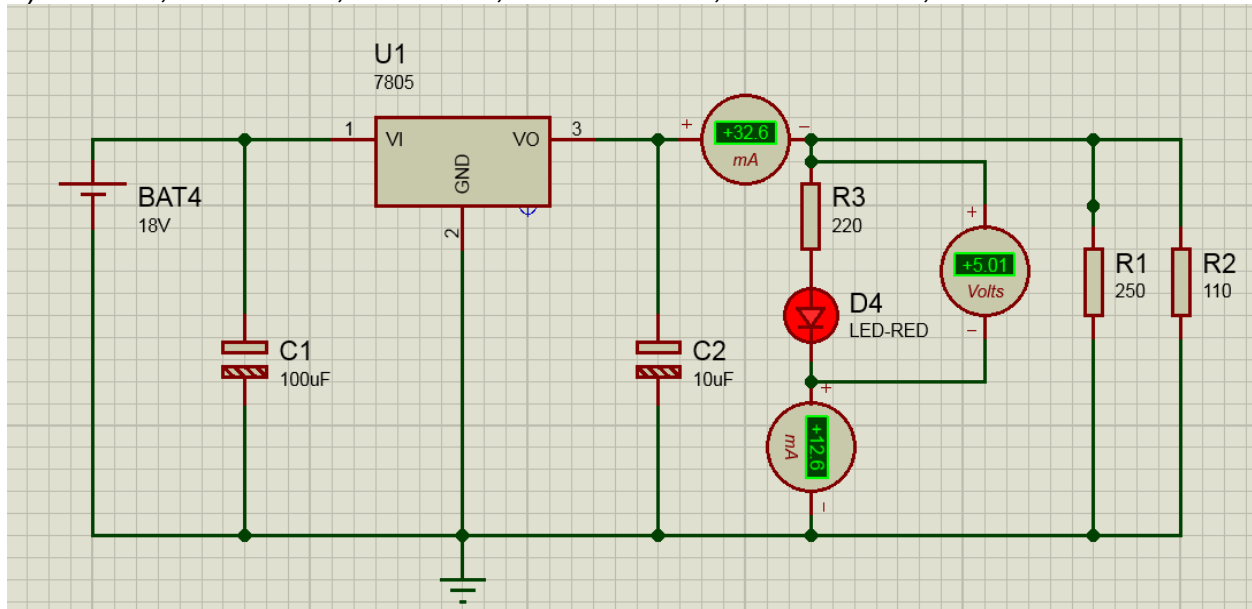 U1
7805
1
VI
VO
3
GND
2
BAT4
18V
C1
100uF
C2
10uF
+
+32.6
mA
−
R3
220
D4
LED-RED
+
+5.01
Volts
−
+
+12.6
mA
−
R1
250
R2
110